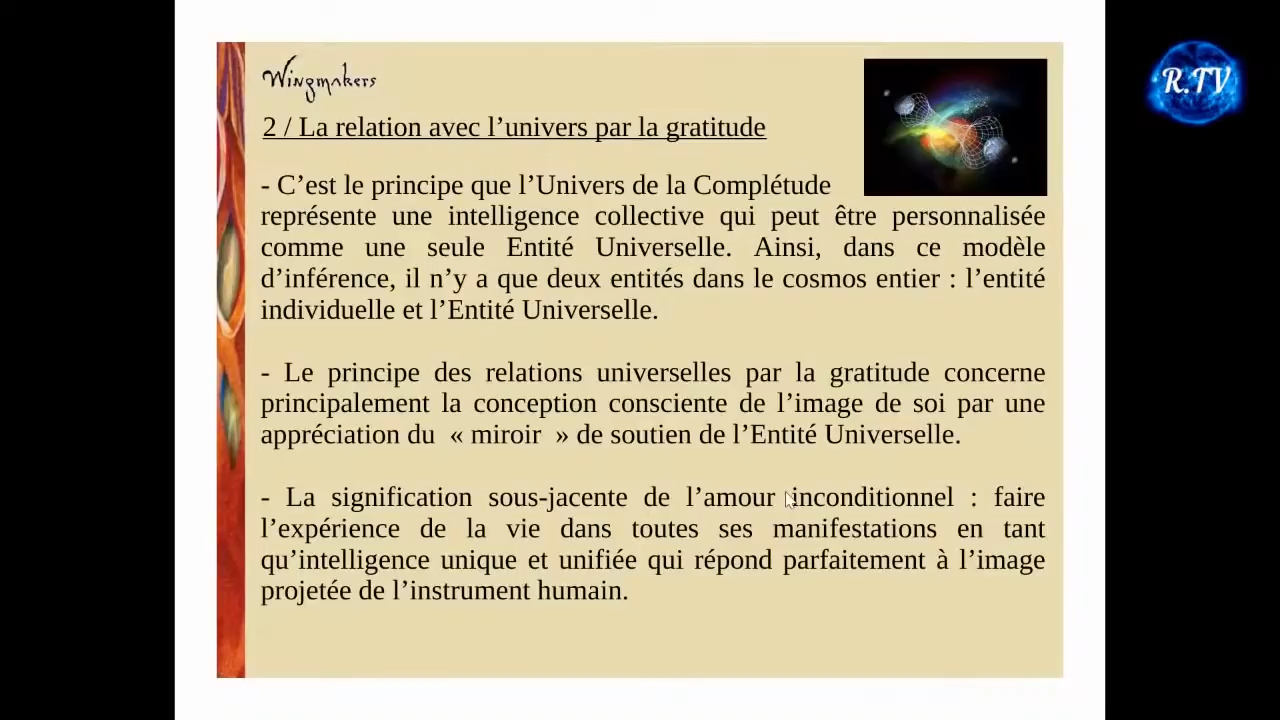 Wingmakers
R.TV
2 / La relation avec l’univers par la gratitude
- C’est le principe que l’Univers de la Complétude
représente une intelligence collective qui peut être personnalisée
comme une seule Entité Universelle. Ainsi, dans ce modèle
d’inférence, il n’y a que deux entités dans le cosmos entier : l’entité
individuelle et l’Entité Universelle.
- Le principe des relations universelles par la gratitude concerne
principalement la conception consciente de l’image de soi par une
appréciation du « miroir » de soutien de l’Entité Universelle.
- La signification sous-jacente de l’amour inconditionnel : faire
l’expérience de la vie dans toutes ses manifestations en tant
qu’intelligence unique et unifiée qui répond parfaitement à l’image
projetée de l’instrument humain.